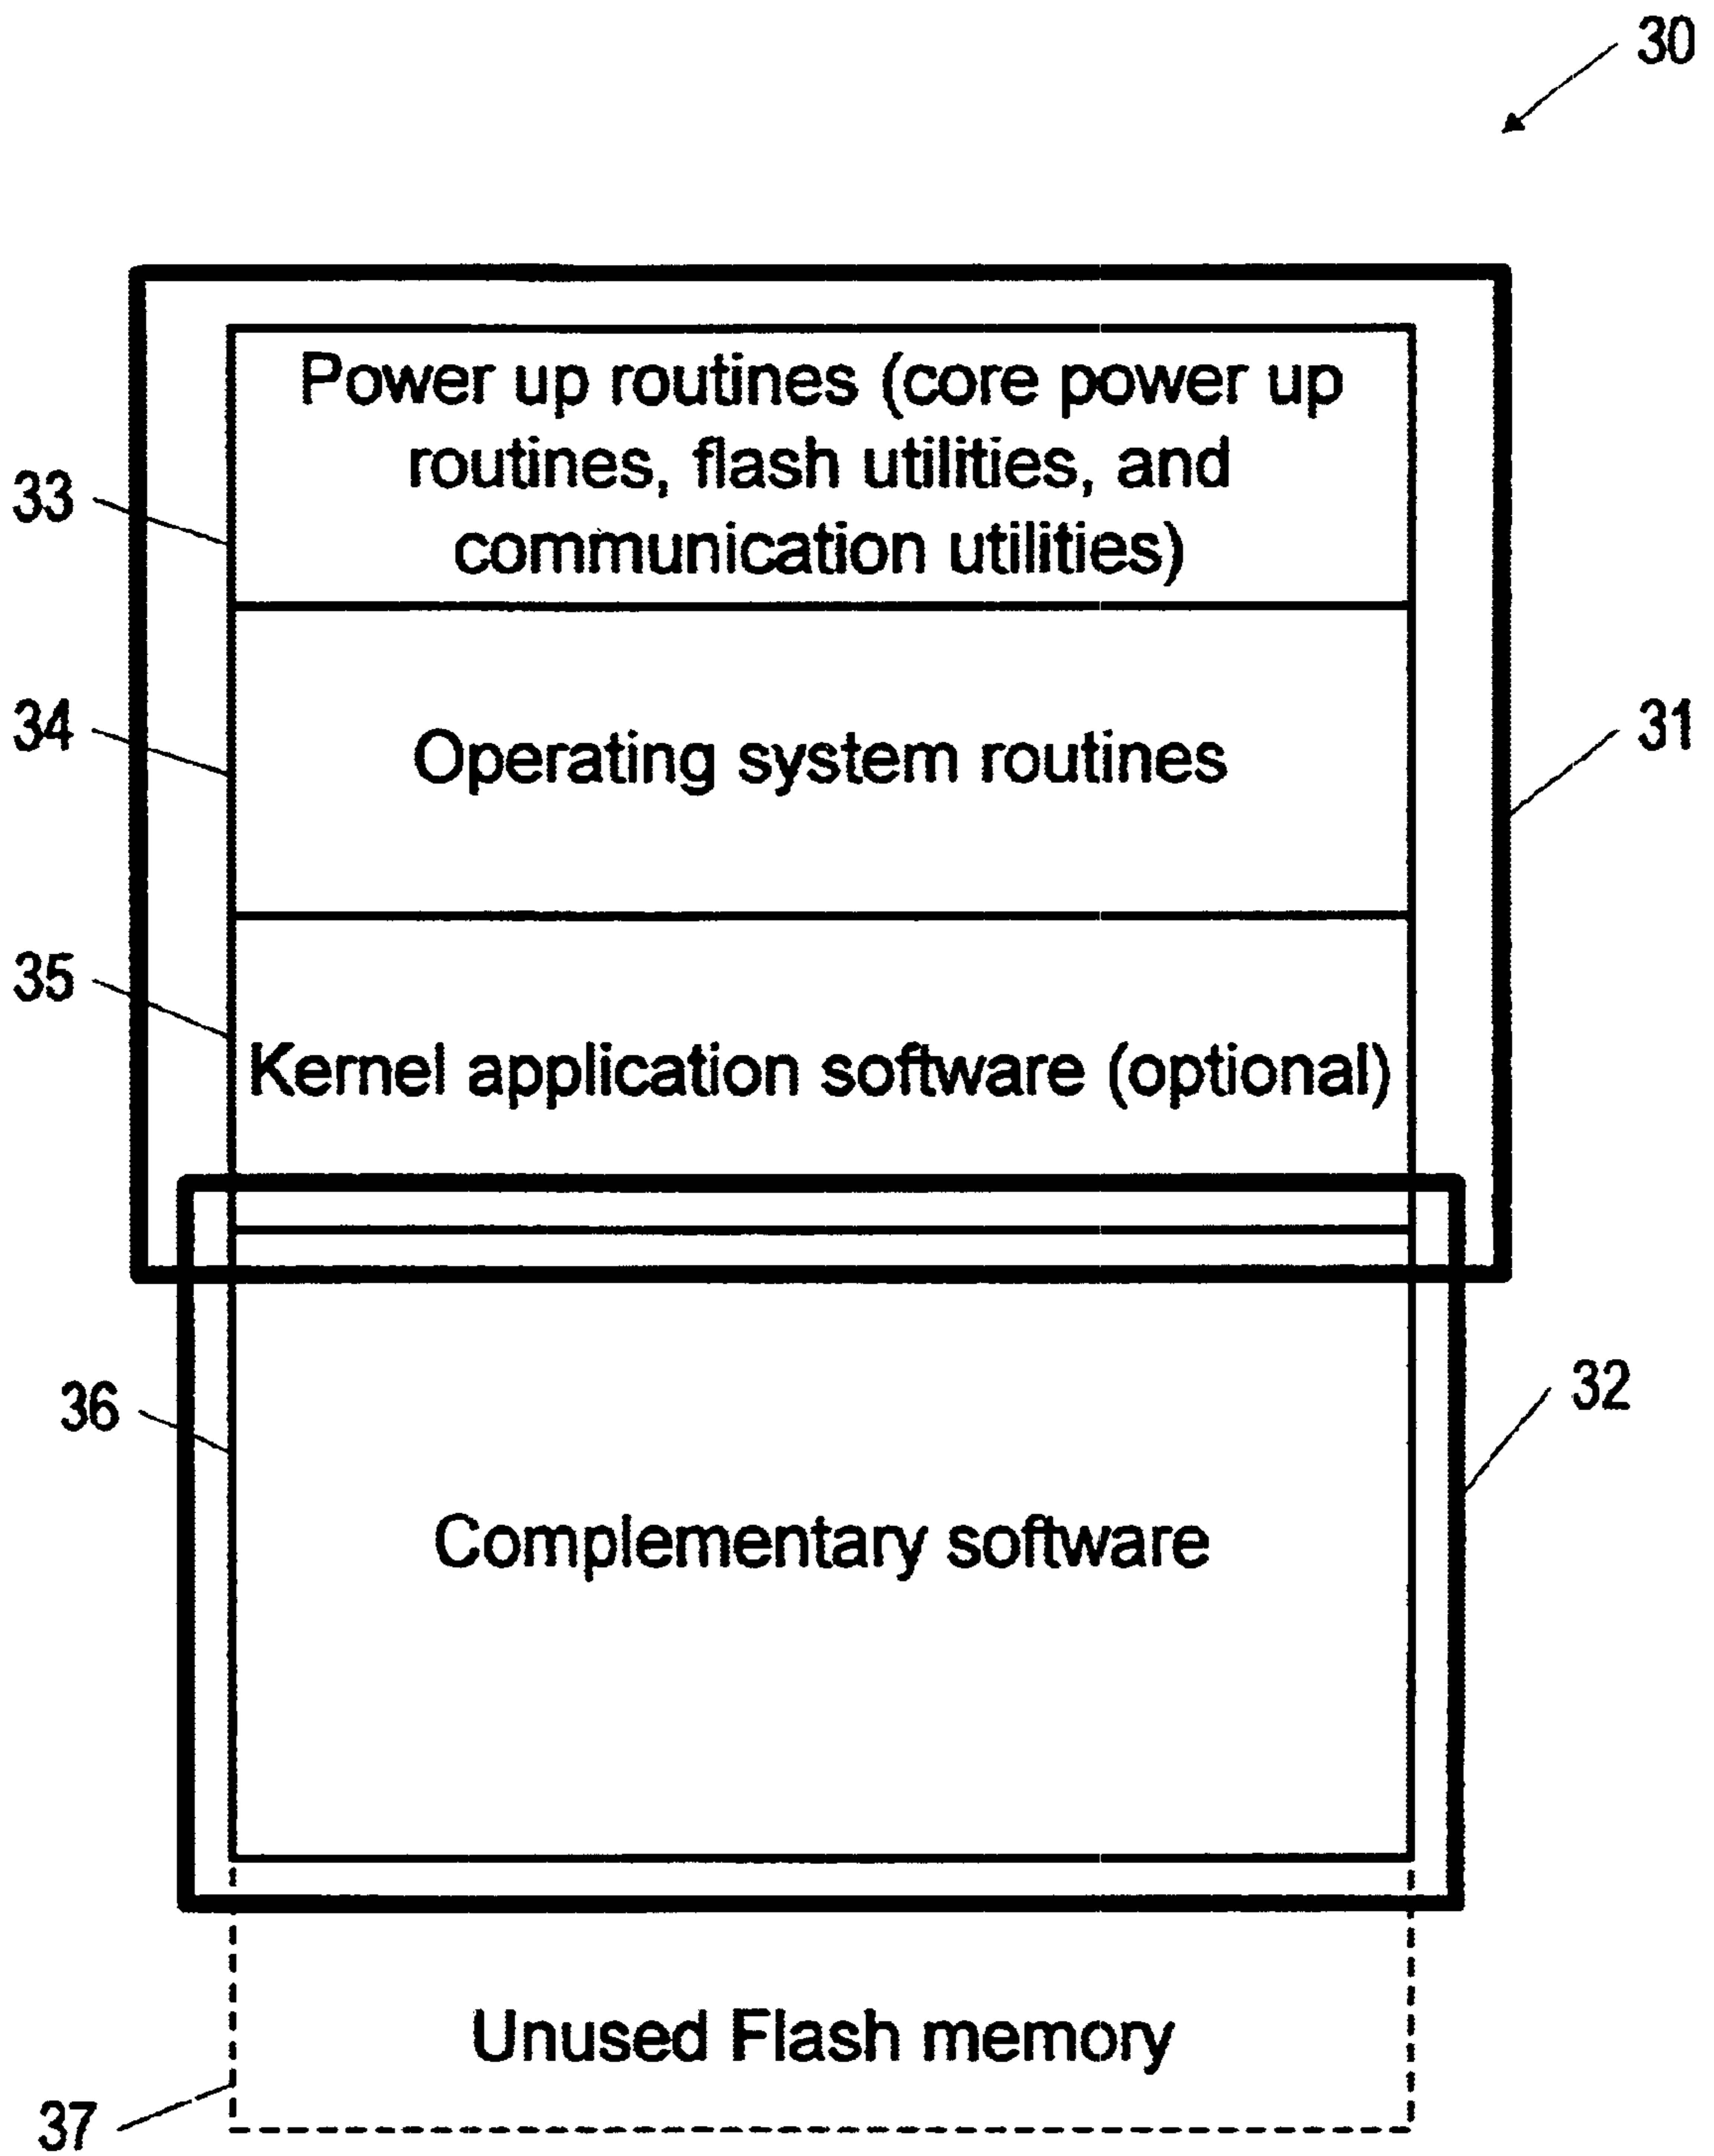 30
Power up routines (core power up
routines, flash utilities, and
communication utilities)
33
Operating system routines
34
31
35
Kernel application software (optional)
36
32
Complementary software
Unused Flash memory
37